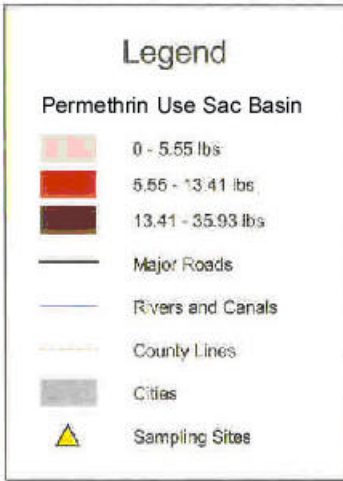 Legend
Permethrin Use Sac Basin
0 - 5.55 lbs
5.55 - 13.41 lbs
13.41 - 35.93 lbs
Major Roads
Rivers and Canals
County Lines
Cities
Sampling Sites